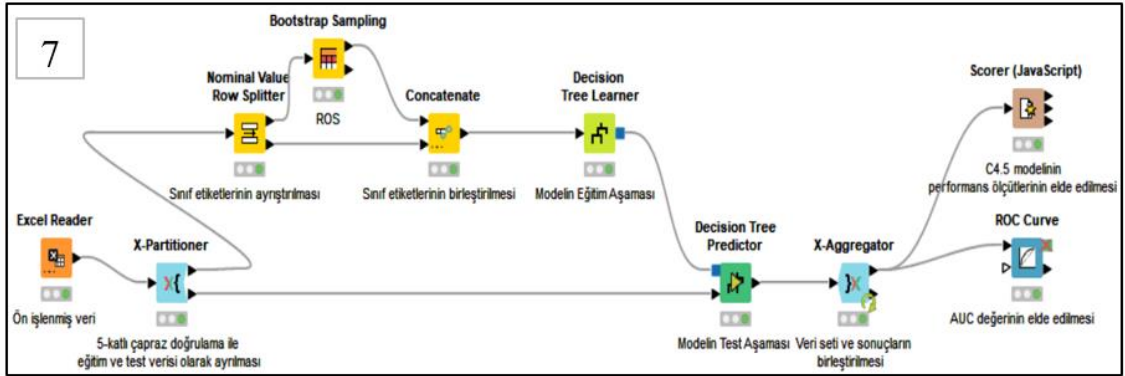 7
Bootstrap Sampling
ROS
Nominal Value
Row Splitter
Sınıf etiketlerinin ayrıştırılması
Concatenate
Sınıf etiketlerinin birleştirilmesi
Decision
Tree Learner
Modelin Eğitim Aşaması
Scorer (JavaScript)
C4.5 modelinin
performans ölçütlerinin elde edilmesi
Excel Reader
Ön işlenmiş veri
X-Partitioner
5-katlı çapraz doğrulama ile
eğitim ve test verisi olarak ayrılması
Decision Tree
Predictor
Modelin Test Aşaması
X-Aggregator
Veri seti ve sonuçların
birleştirilmesi
ROC Curve
AUC değerinin elde edilmesi